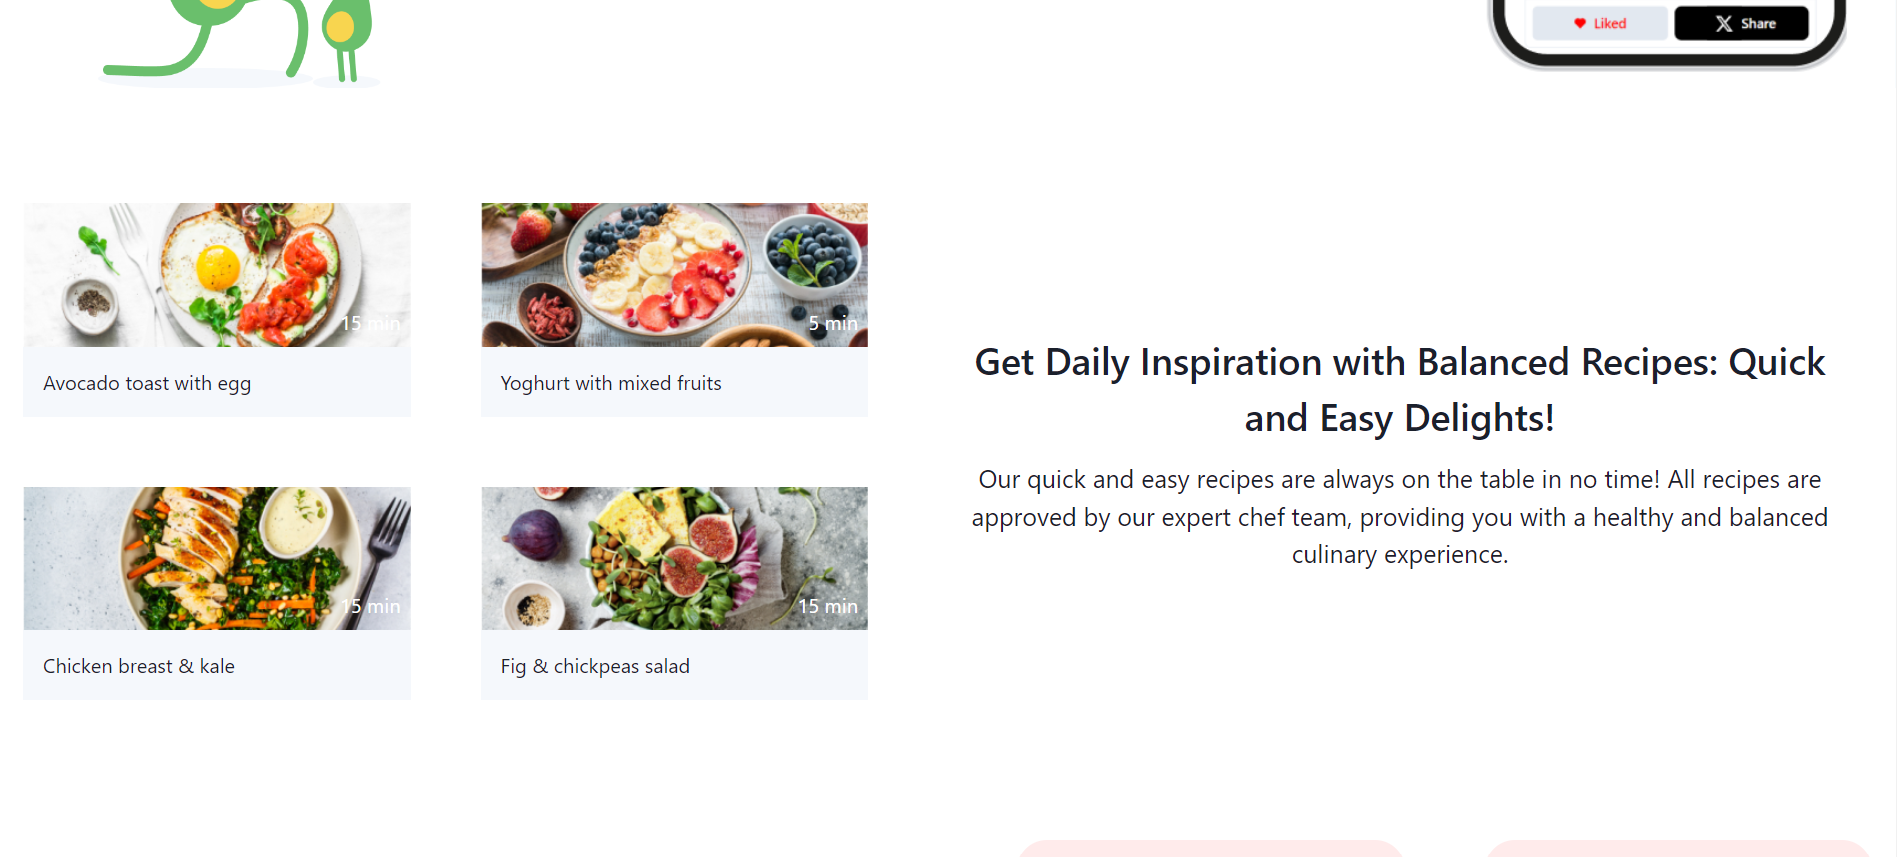 Liked
Share
15 min
5 min
Avocado toast with egg
Yoghurt with mixed fruits
15 min
15 min
Chicken breast & kale
Fig & chickpeas salad
Get Daily Inspiration with Balanced Recipes: Quick
and Easy Delights!
Our quick and easy recipes are always on the table in no time! All recipes are
approved by our expert chef team, providing you with a healthy and balanced
culinary experience.